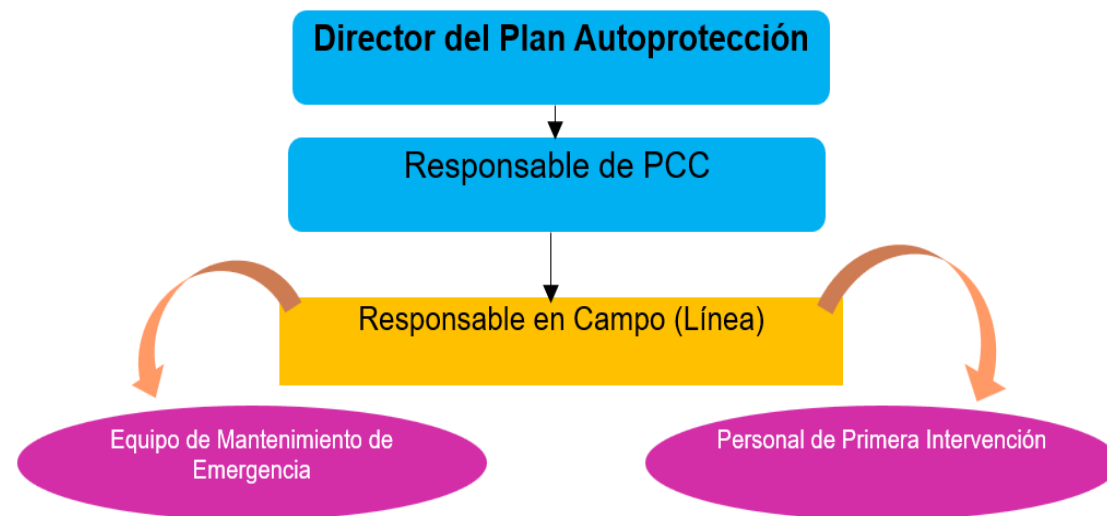 Director del Plan Autoprotección
Responsable de PCC
Responsable en Campo (Línea)
Equipo de Mantenimiento de
Emergencia
Personal de Primera Intervención